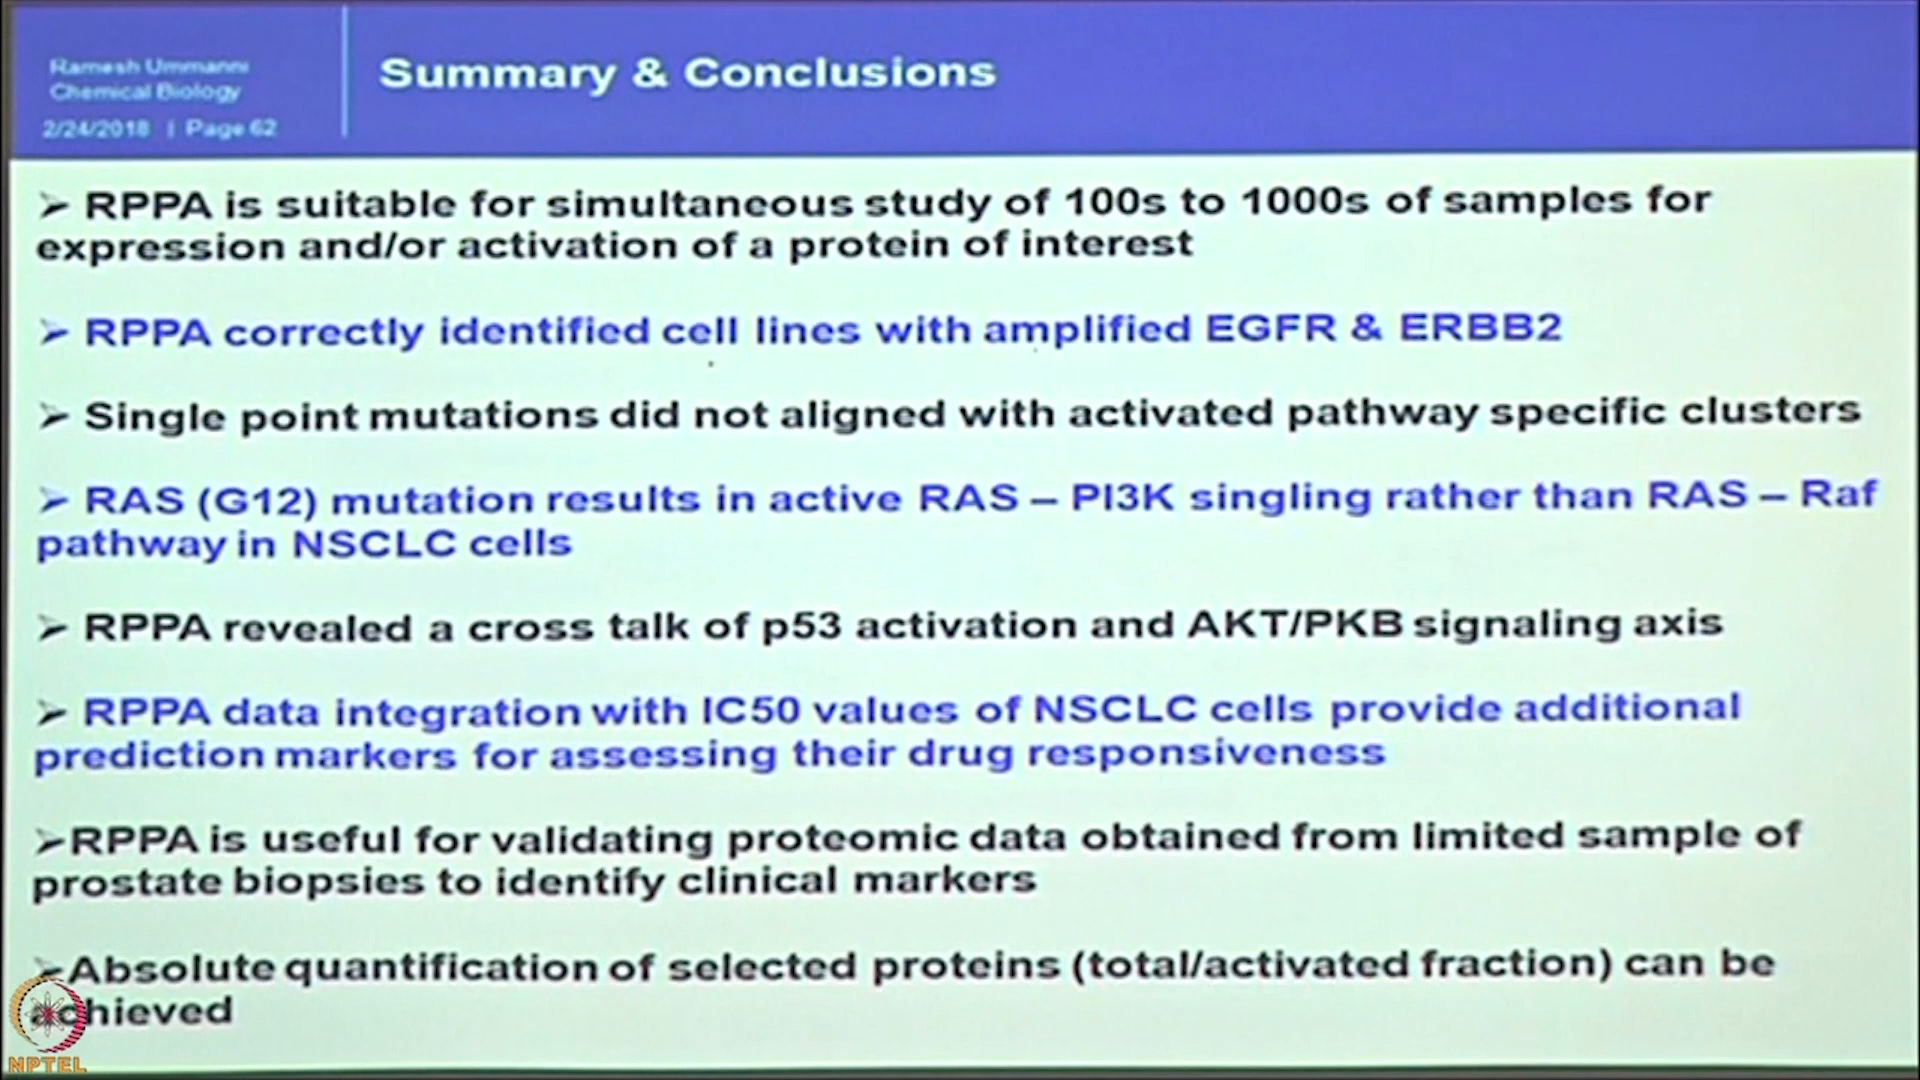 Ramesh Ummanni
Chemical Biology
2/24/2018 | Page 62
Summary & Conclusions
➢ RPPA is suitable for simultaneous study of 100s to 1000s of samples for
expression and/or activation of a protein of interest
➢ RPPA correctly identified cell lines with amplified EGFR & ERBB2
➢ Single point mutations did not aligned with activated pathway specific clusters
➢ RAS (G12) mutation results in active RAS – PI3K singling rather than RAS – Raf
pathway in NSCLC cells
➢ RPPA revealed a cross talk of p53 activation and AKT/PKB signaling axis
➢ RPPA data integration with IC50 values of NSCLC cells provide additional
prediction markers for assessing their drug responsiveness
➢RPPA is useful for validating proteomic data obtained from limited sample of
prostate biopsies to identify clinical markers
➢Absolute quantification of selected proteins (total/activated fraction) can be
achieved
NPTEL